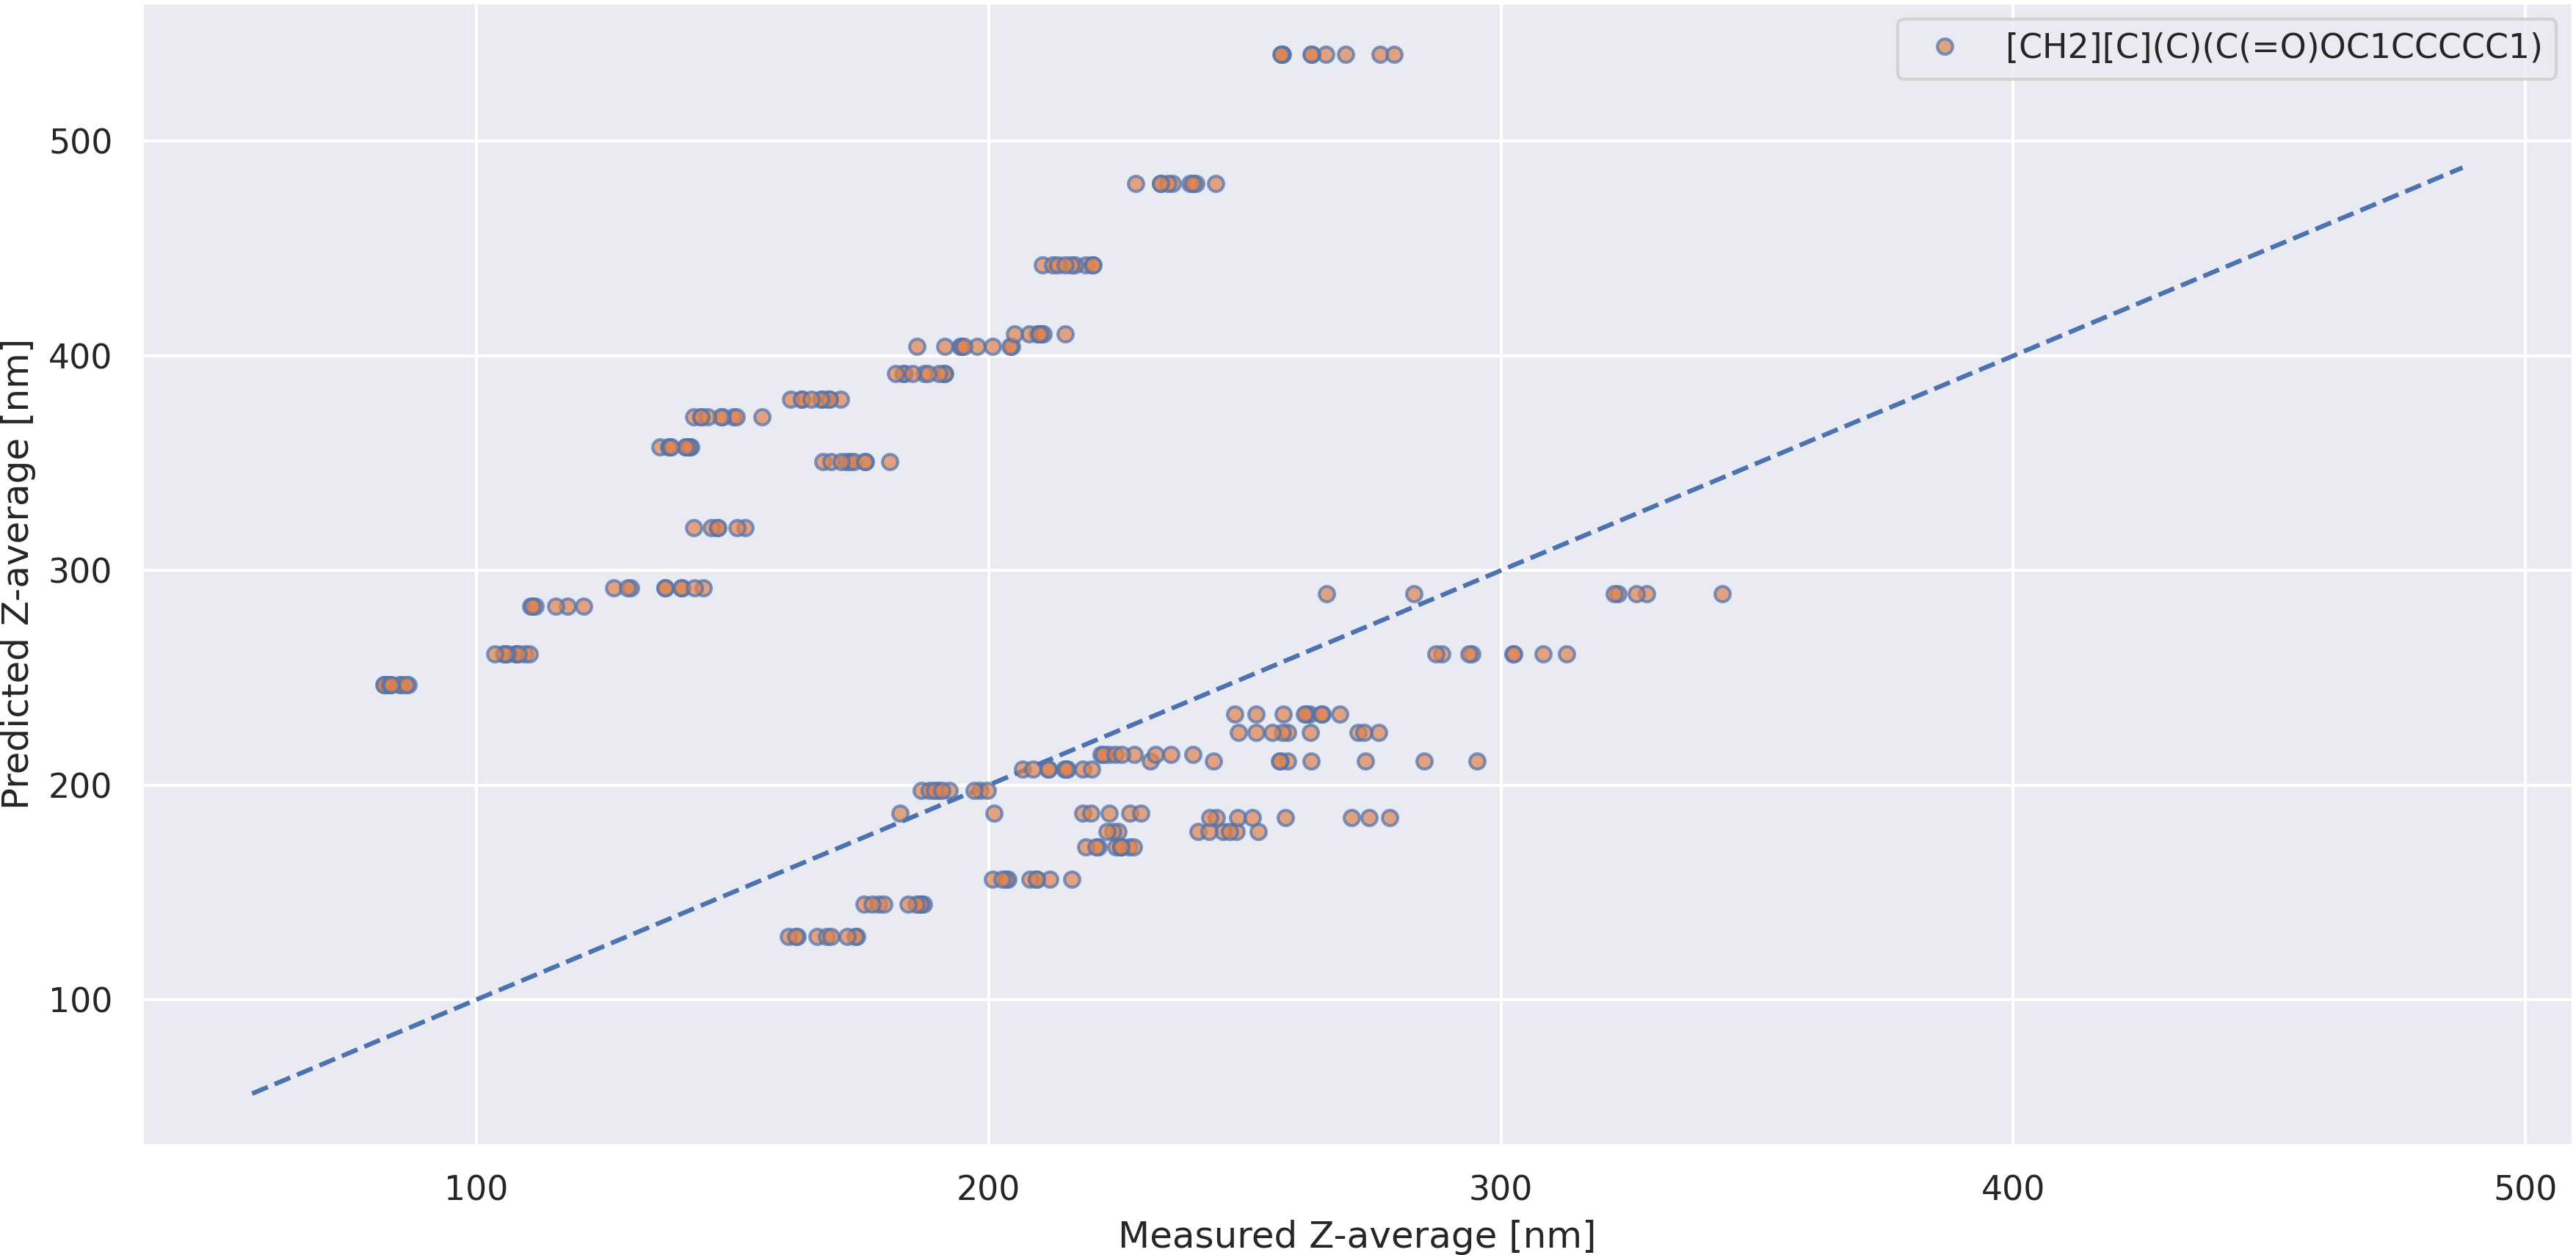 [CH2][C](C)(C(=O)OC1CCCCC1)
500
400
300
200
100
Predicted Z-average [nm]
100 200 300 400 500
Measured Z-average [nm]